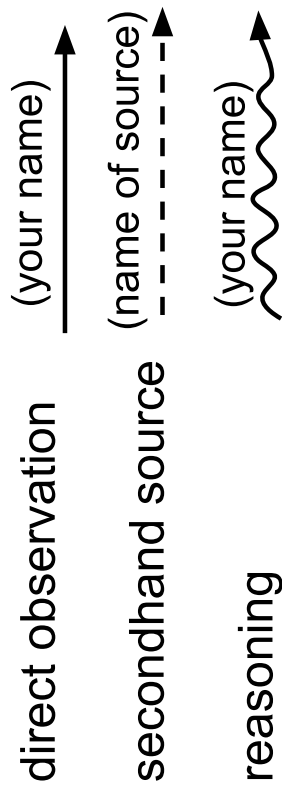 direct observation (your name)
secondhand source (name of source)
reasoning (your name)